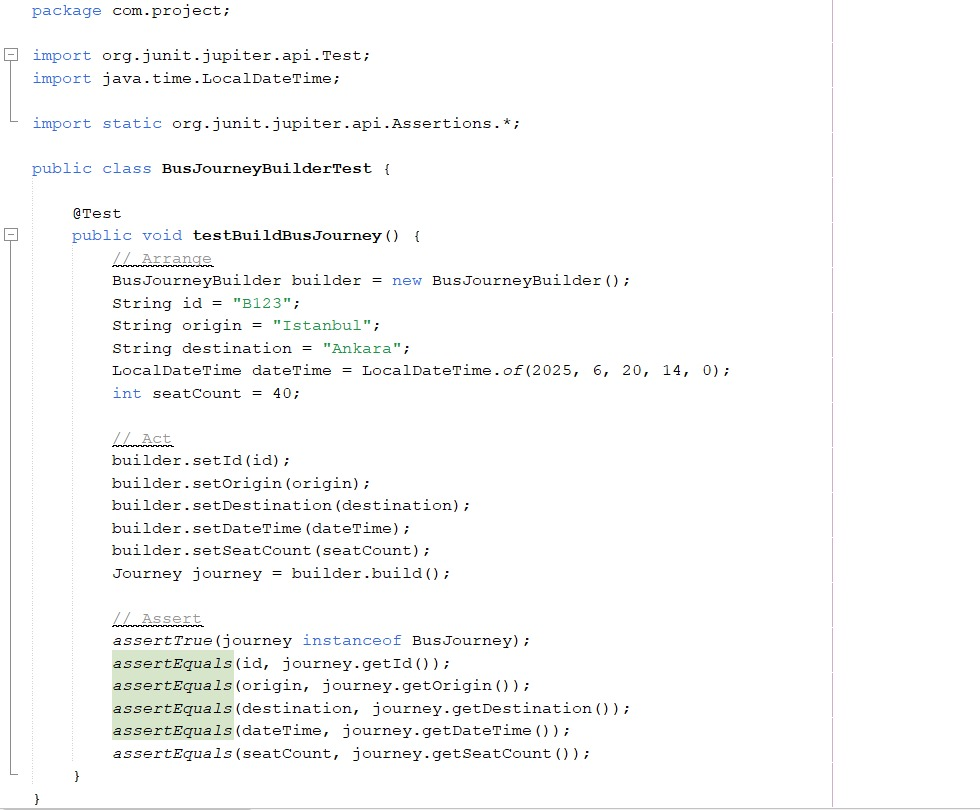 package com.project;
import org.junit.jupiter.api.Test;
import java.time.LocalDateTime;
import static org.junit.jupiter.api.Assertions.*;
public class BusJourneyBuilderTest {
@Test
public void testBuildBusJourney() {
// Arrange
BusJourneyBuilder builder = new BusJourneyBuilder();
String id = "B123";
String origin = "Istanbul";
String destination = "Ankara";
LocalDateTime dateTime = LocalDateTime.of(2025, 6, 20, 14, 0);
int seatCount = 40;
// Act
builder.setId(id);
builder.setOrigin(origin);
builder.setDestination(destination);
builder.setDateTime(dateTime);
builder.setSeatCount(seatCount);
Journey journey = builder.build();
// Assert
assertTrue(journey instanceof BusJourney);
assertEquals(id, journey.getId());
assertEquals(origin, journey.getOrigin());
assertEquals(destination, journey.getDestination());
assertEquals(dateTime, journey.getDateTime());
assertEquals(seatCount, journey.getSeatCount());
}
}